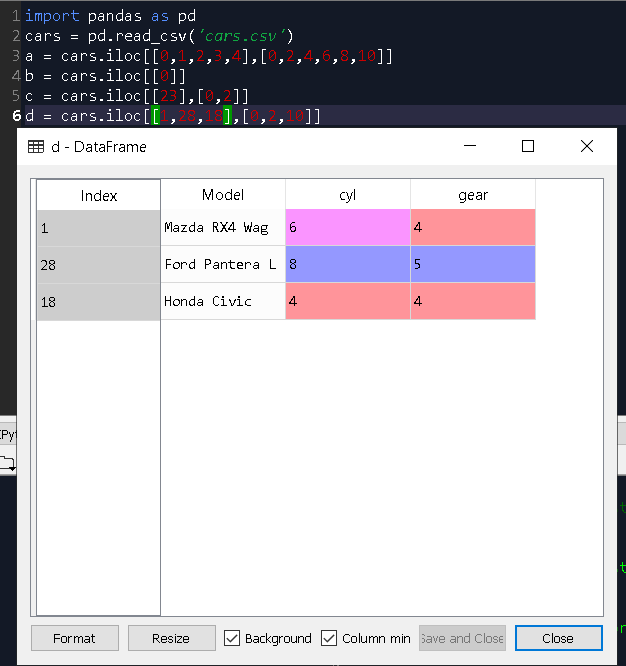 1 import pandas as pd
2 cars = pd.read_csv('cars.csv')
3 a = cars.iloc[[0,1,2,3,4],[0,2,4,6,8,10]]
4 b = cars.iloc[[0]]
5 c = cars.iloc[[23],[0,2]]
6 d = cars.iloc[[1,28,18],[0,2,10]]
d - DataFrame
Index Model cyl gear
1 Mazda RX4 Wag 6 4
28 Ford Pantera L 8 5
18 Honda Civic 4 4
Format Resize Background Column min Save and Close Close